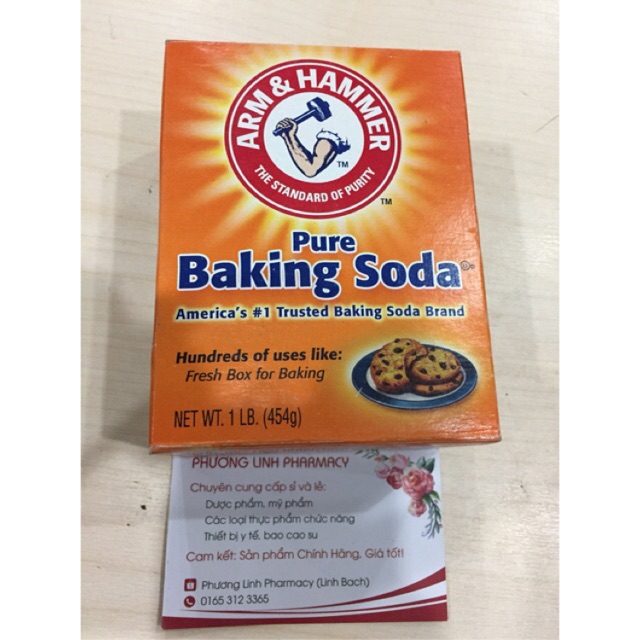 ARM & HAMMER
THE STANDARD OF PURITY
TM
TM
Pure
Baking Soda
America's #1 Trusted Baking Soda Brand
Hundreds of uses like:
Fresh Box for Baking
NET WT. 1 LB. (454g)
PHƯƠNG LINH PHARMACY
Chuyên cung cấp sỉ và lẻ:
Dược phẩm, mỹ phẩm
Các loại thực phẩm chức năng
Thiết bị y tế, bao cao su
Cam kết: Sản phẩm Chính Hãng, Giá tốt!
Phương Linh Pharmacy (Linh Bach)
0165 312 3365